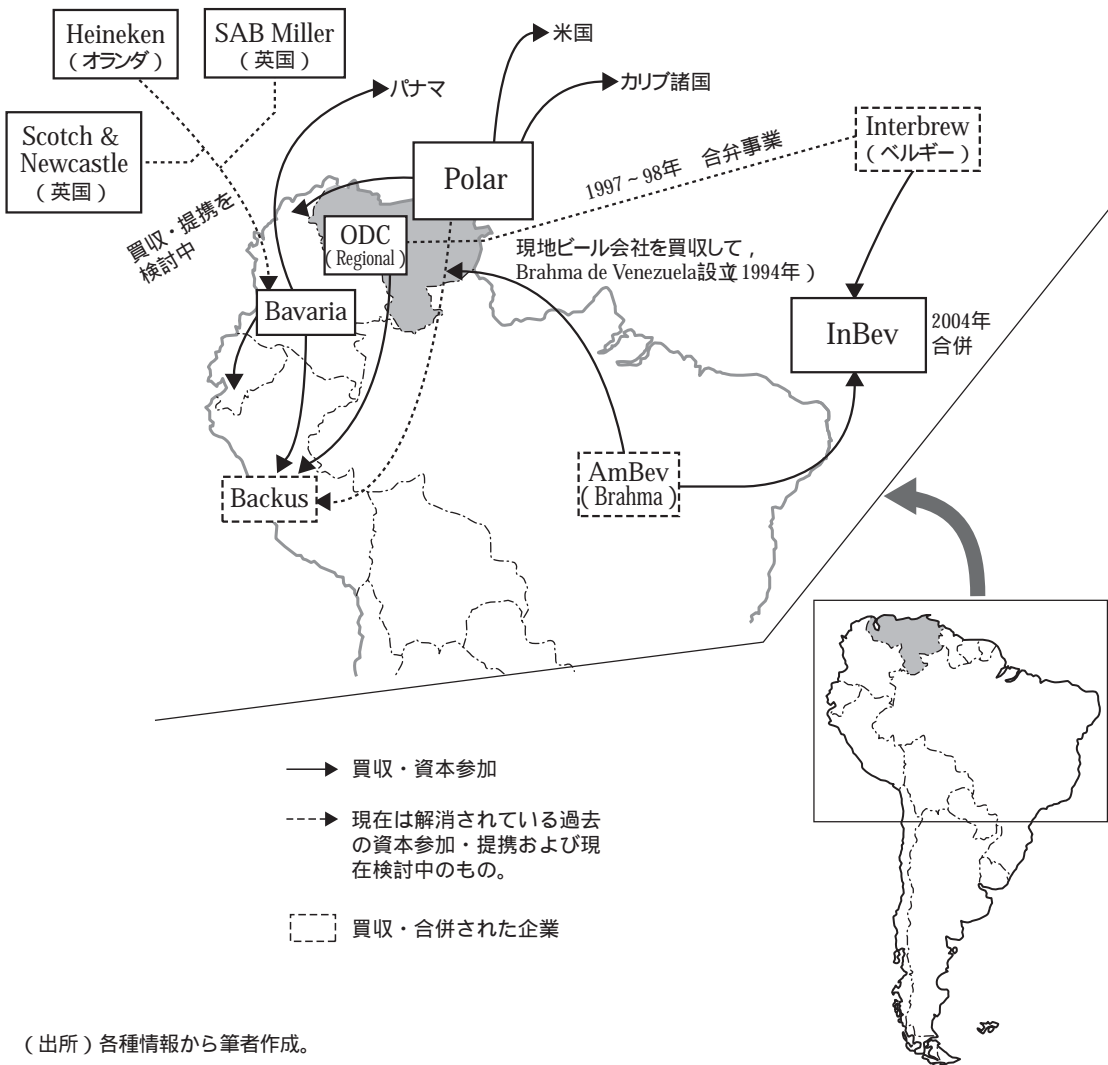 Heineken
（オランダ）
SAB Miller
（英国）
Scotch &
Newcastle
（英国）
買収・提携を
検討中
パナマ
米国
カリブ諸国
Polar
1997～98年　合弁事業
Interbrew
（ベルギー）
ODC
（Regional）
現地ビール会社を買収して，
Brahma de Venezuela設立（1994年）
Bavaria
InBev
2004年
合併
Backus
AmBev
（Brahma）
買収・資本参加
現在は解消されている過去
の資本参加・提携および現
在検討中のもの。
買収・合併された企業
（出所）各種情報から筆者作成。